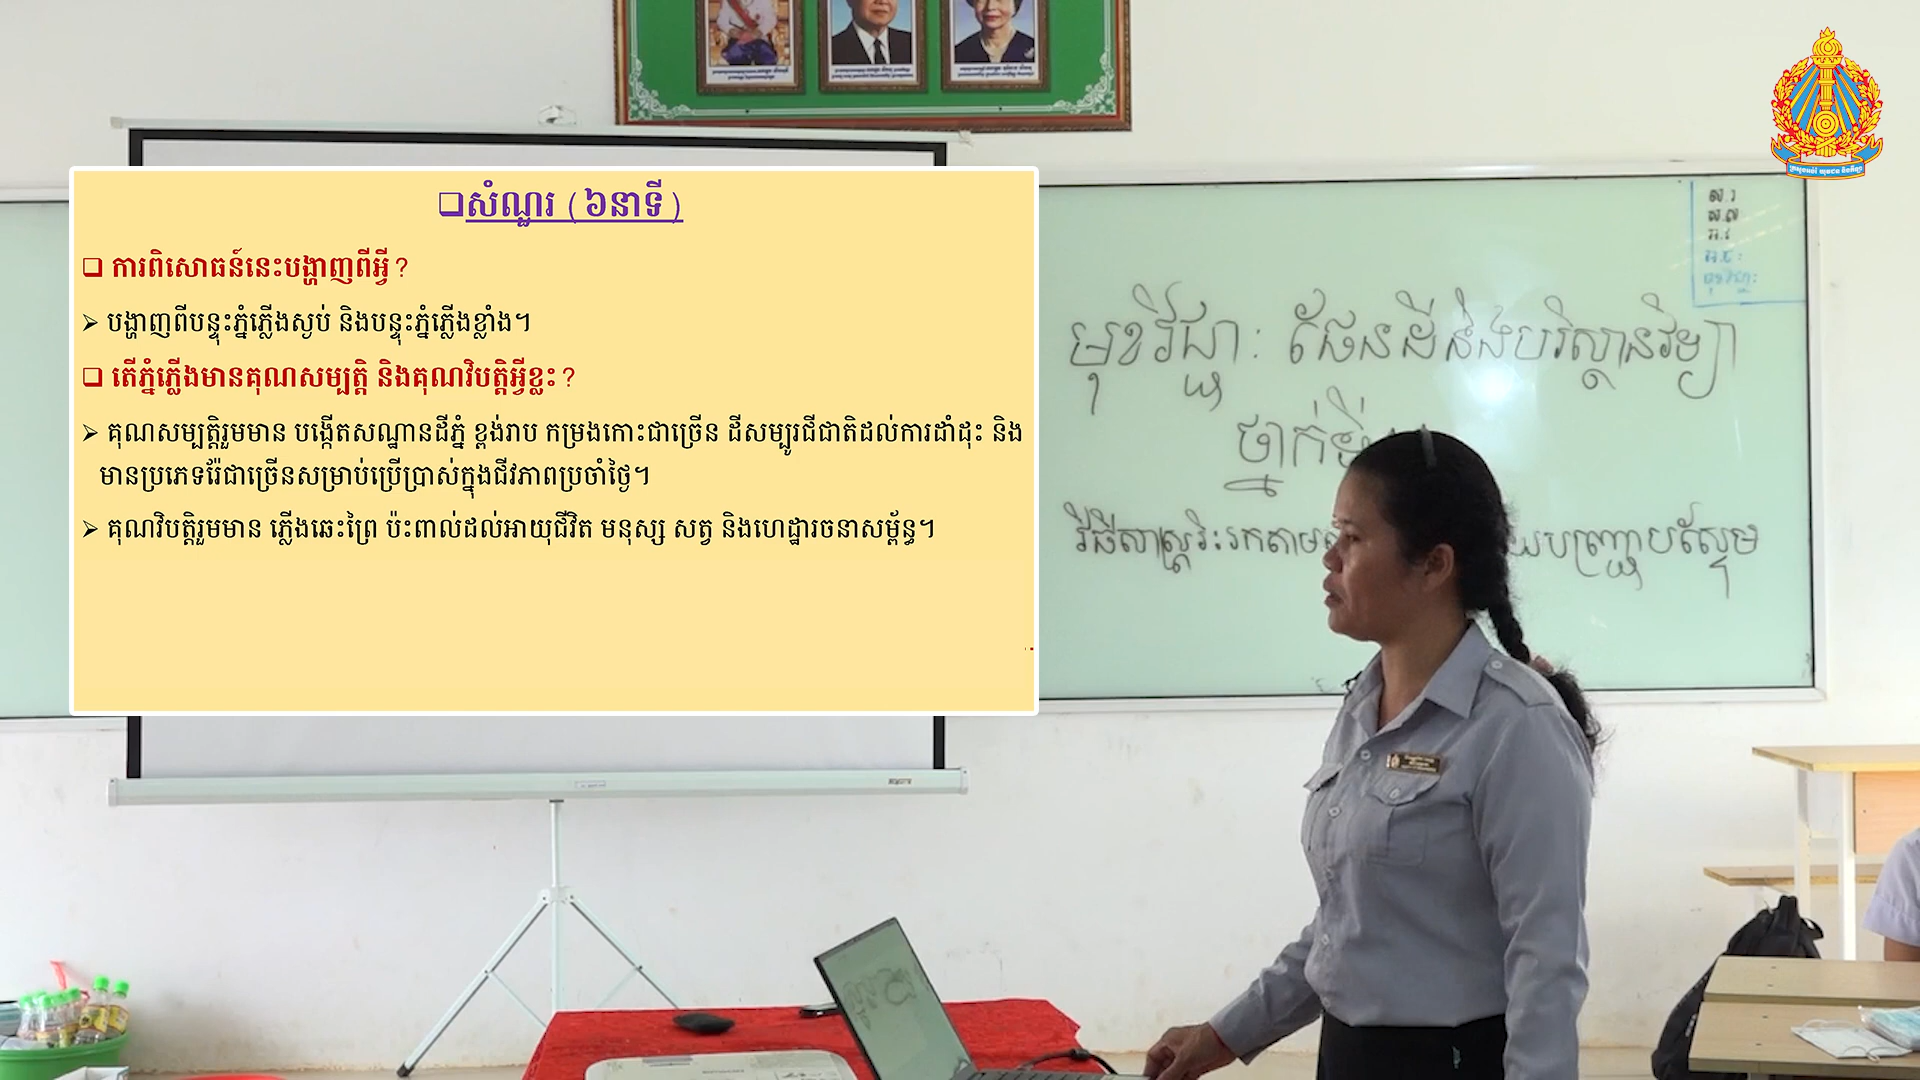 ❑សំណួរ (៦នាទី)
❑ ការពិសោធន៍នេះបង្ហាញពីអ្វី?
➢ បង្ហាញពីបន្ទុះភ្នំភ្លើងស្ងប់ និងបន្ទុះភ្នំភ្លើងខ្លាំង។
❑ តើភ្នំភ្លើងមានគុណសម្បត្តិ និងគុណវិបត្តិអ្វីខ្លះ?
➢ គុណសម្បត្តិរួមមាន បង្កើតសណ្ឋានដីភ្នំ ខ្ពង់រាប កម្រងកោះជាច្រើន ដីសម្បូរជីជាតិដល់ការដាំដុះ និង
មានប្រភេទរ៉ែជាច្រើនសម្រាប់ប្រើប្រាស់ក្នុងជីវភាពប្រចាំថ្ងៃ។
➢ គុណវិបត្តិរួមមាន ភ្លើងឆេះព្រៃ ប៉ះពាល់ដល់អាយុជីវិត មនុស្ស សត្វ និងហេដ្ឋារចនាសម្ព័ន្ធ។
មុខវិជ្ជា: ផែនដីនិងបរិស្ថានវិទ្យា
ថ្នាក់ទី
វិធីសាស្ត្ររិះរកតាម